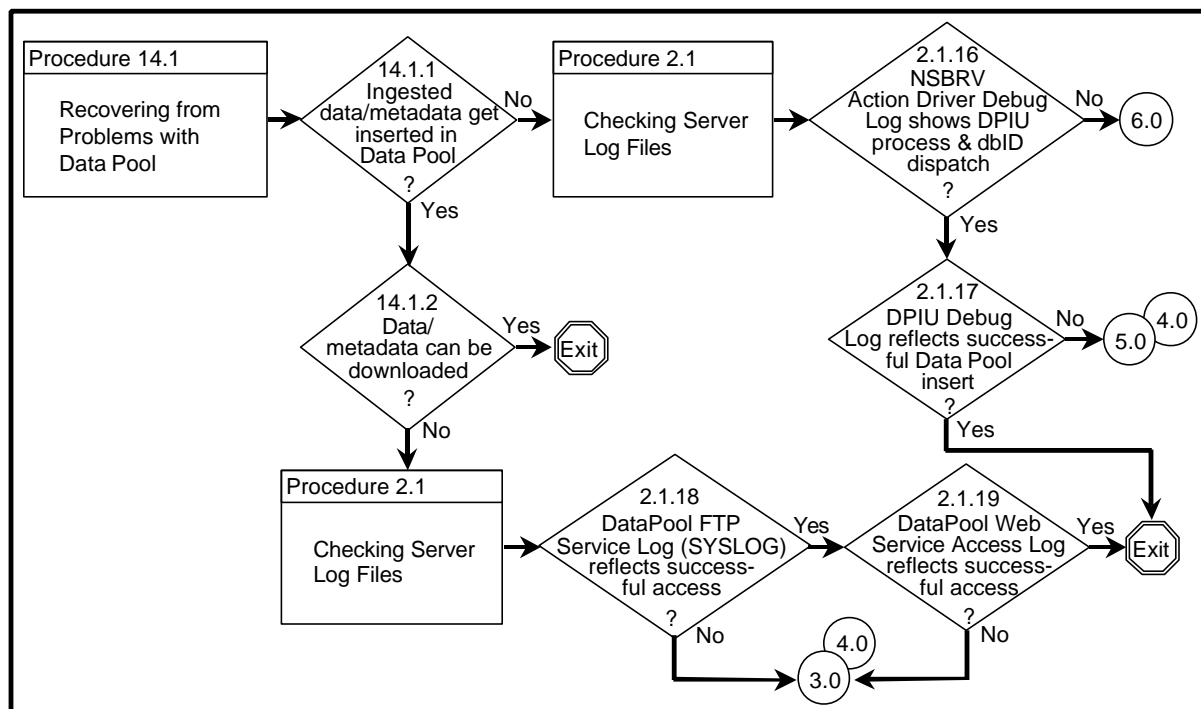 Procedure 14.1
Recovering from
Problems with
Data Pool
14.1.1
Ingested
data/metadata get
inserted in
Data Pool
?
No
Yes
Procedure 2.1
Checking Server
Log Files
2.1.16
NSBRV
Action Driver Debug
Log shows DPIU
process & dbID
dispatch
?
No
6.0
Yes
14.1.2
Data/
metadata can be
downloaded
?
Yes
Exit
No
2.1.17
DPIU Debug
Log reflects success-
ful Data Pool
insert
?
No
5.0
4.0
Yes
Procedure 2.1
Checking Server
Log Files
2.1.18
DataPool FTP
Service Log (SYSLOG)
reflects success-
ful access
?
Yes
No
2.1.19
DataPool Web
Service Access Log
reflects success-
ful access
?
Yes
Exit
No
4.0
3.0